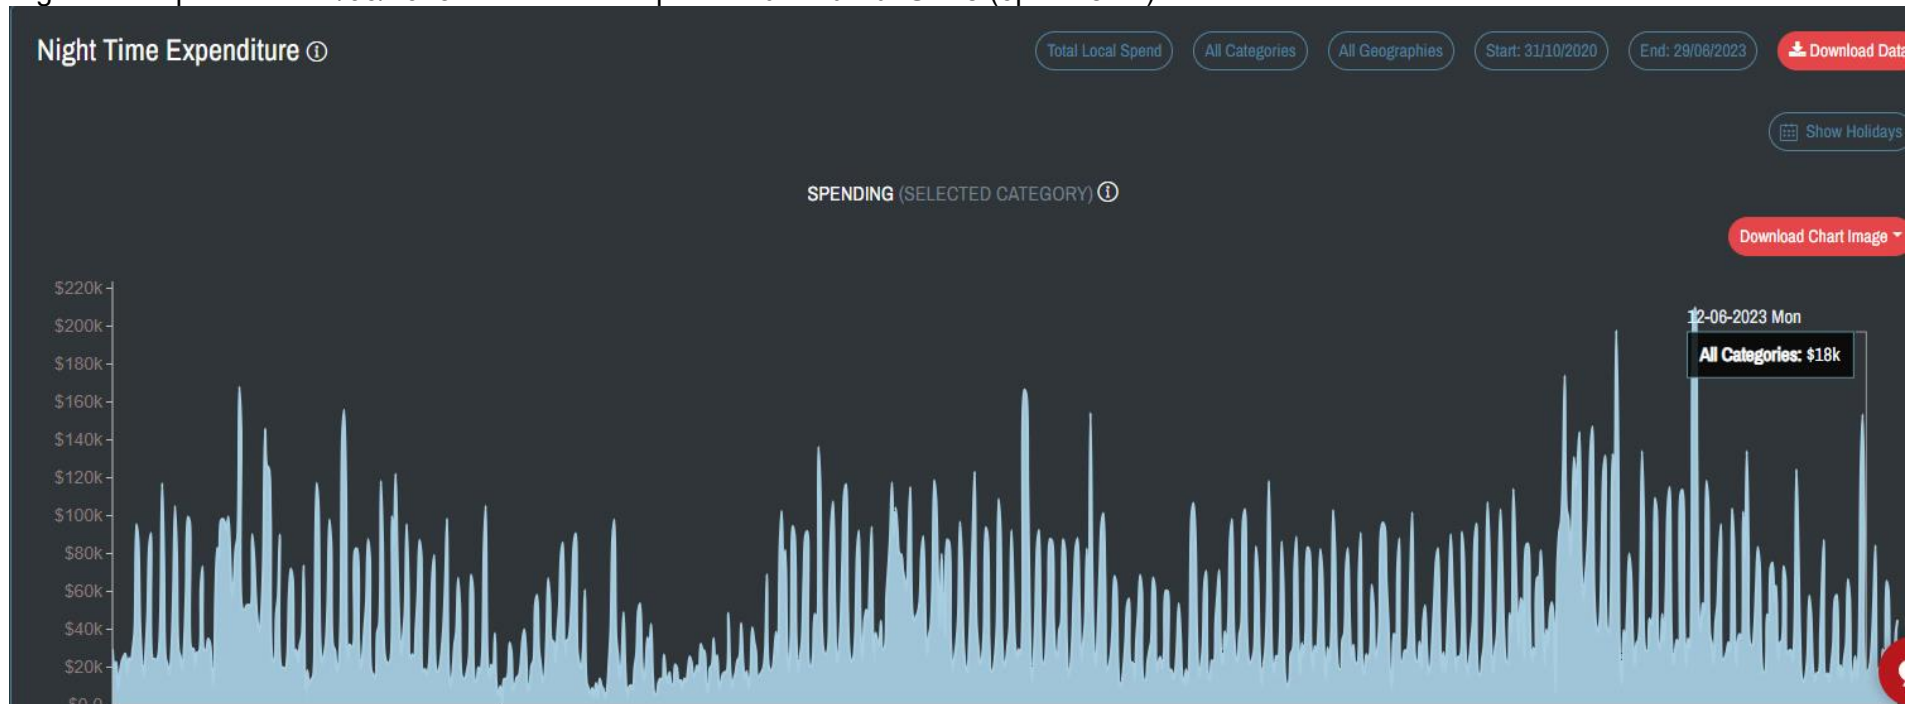 Night Time Expenditure
Total Local Spend
All Categories
All Geographies
Start: 31/10/2020
End: 29/06/2023
Download Data
Show Holidays
SPENDING (SELECTED CATEGORY)
Download Chart Image
$220k
$200k
$180k
$160k
$140k
$120k
$100k
$80k
$60k
$40k
$20k
$0.0
12-06-2023 Mon
All Categories: $18k